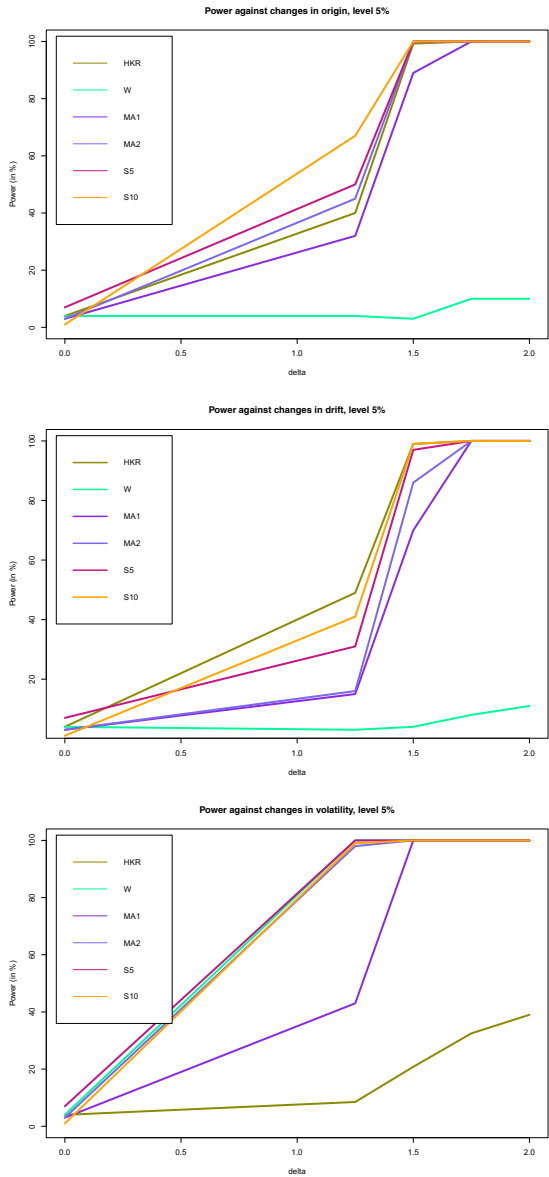 Power against changes in origin, level 5%
Power (in %)
100
80
60
40
20
0
HKR
W
MA1
MA2
S5
S10
0.0 0.5 1.0 1.5 2.0
delta
Power against changes in drift, level 5%
Power (in %)
100
80
60
40
20
HKR
W
MA1
MA2
S5
S10
0.0 0.5 1.0 1.5 2.0
delta
Power against changes in volatility, level 5%
Power (in %)
100
80
60
40
20
0
HKR
W
MA1
MA2
S5
S10
0.0 0.5 1.0 1.5 2.0
delta